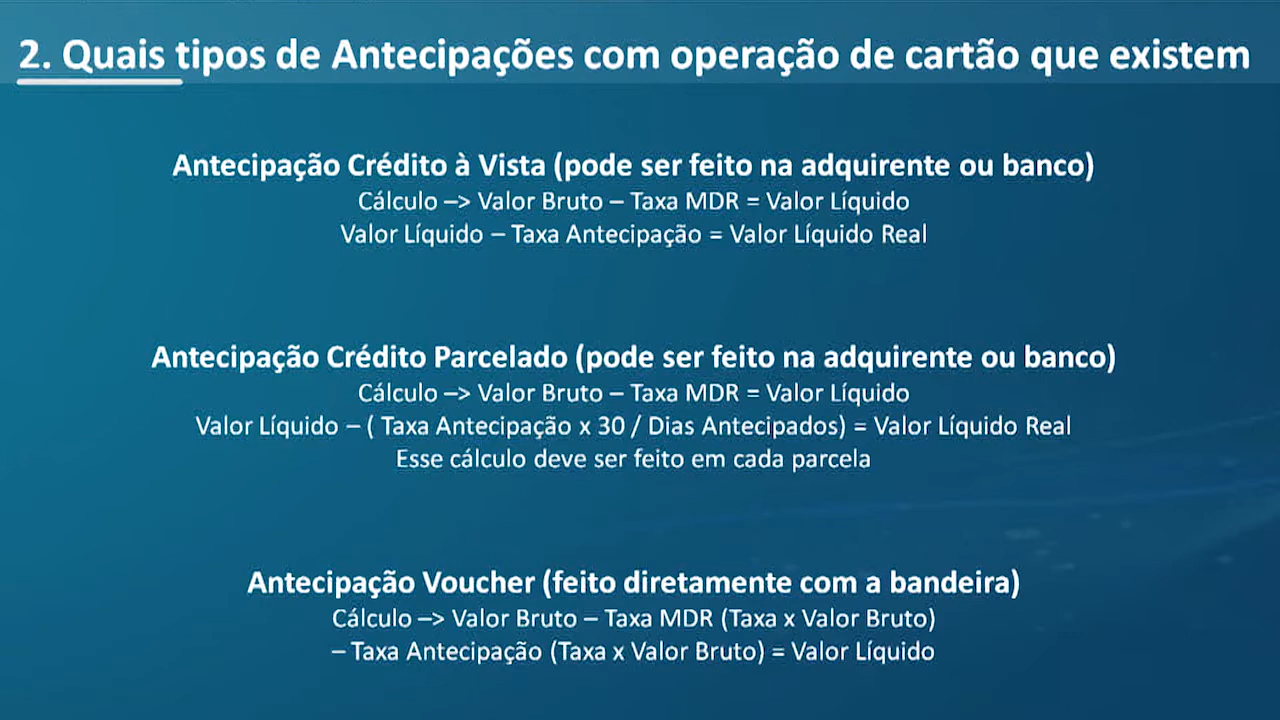 2. Quais tipos de Antecipações com operação de cartão que existem
Antecipação Crédito à Vista (pode ser feito na adquirente ou banco)
Cálculo –> Valor Bruto – Taxa MDR = Valor Líquido
Valor Líquido – Taxa Antecipação = Valor Líquido Real
Antecipação Crédito Parcelado (pode ser feito na adquirente ou banco)
Cálculo –> Valor Bruto – Taxa MDR = Valor Líquido
Valor Líquido – ( Taxa Antecipação x 30 / Dias Antecipados) = Valor Líquido Real
Esse cálculo deve ser feito em cada parcela
Antecipação Voucher (feito diretamente com a bandeira)
Cálculo –> Valor Bruto – Taxa MDR (Taxa x Valor Bruto)
– Taxa Antecipação (Taxa x Valor Bruto) = Valor Líquido